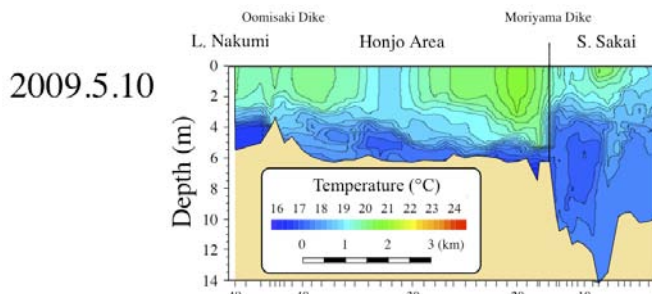 Oomisaki Dike Moriyama Dike
L. Nakumi Honjo Area S. Sakai
2009.5.10
Depth (m)
0
2
4
6
8
10
12
14
Temperature (°C)
16 17 18 19 20 21 22 23 24
0 1 2 3 (km)